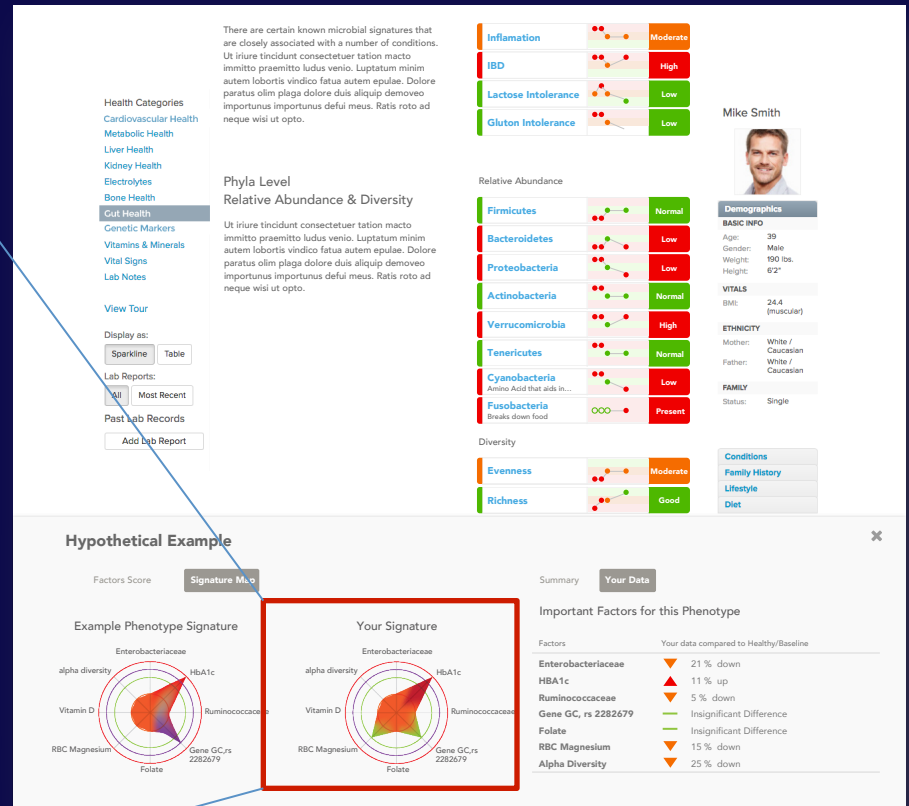 There are certain known microbial signatures that
are closely associated with a number of conditions.
Ut iriure tincidunt consectetuer tation macto
immitto praemitto ludus venio. Luptatum minim
autem lobortis vindico fatua autem epulae. Dolore
paratus olim plaga dolore duis aliquip demoveo
importunus importunus defui meus. Ratis roto ad
neque wisi ut opto.
Inflamation
Moderate
IBD
High
Lactose Intolerance
Low
Gluton Intolerance
Low
Health Categories
Cardiovascular Health
Metabolic Health
Liver Health
Kidney Health
Electrolytes
Bone Health
Gut Health
Genetic Markers
Vitamins & Minerals
Vital Signs
Lab Notes
View Tour
Display as:
Sparkline
Table
Lab Reports:
All
Most Recent
Past Lab Records
Add Lab Report
Phyla Level
Relative Abundance & Diversity
Ut iriure tincidunt consectetuer tation macto
immitto praemitto ludus venio. Luptatum minim
autem lobortis vindico fatua autem epulae. Dolore
paratus olim plaga dolore duis aliquip demoveo
importunus importunus defui meus. Ratis roto ad
neque wisi ut opto.
Relative Abundance
Firmicutes
Normal
Bacteroidetes
Low
Proteobacteria
Low
Actinobacteria
Normal
Verrucomicrobia
High
Tenericutes
Normal
Cyanobacteria
Amino Acid that aids in...
Low
Fusobacteria
Breaks down food
Present
Diversity
Evenness
Moderate
Richness
Good
Mike Smith
Demographics
BASIC INFO
Age: 39
Gender: Male
Weight: 190 lbs.
Height: 6'2"
VITALS
BMI: 24.4
(muscular)
ETHNICITY
Mother: White /
Caucasian
Father: White /
Caucasian
FAMILY
Status: Single
Conditions
Family History
Lifestyle
Diet
Hypothetical Example
Factors Score
Signature Map
Example Phenotype Signature
Enterobacteriaceae
alpha diversity
HbA1c
Vitamin D
Ruminococcaceae
RBC Magnesium
Gene GC,rs
2282679
Folate
Your Signature
Enterobacteriaceae
alpha diversity
HbA1c
Vitamin D
Ruminococcaceae
RBC Magnesium
Gene GC,rs
2282679
Folate
Summary
Your Data
Important Factors for this Phenotype
Factors Your data compared to Healthy/Baseline
Enterobacteriaceae 21 % down
HBA1c 11 % up
Ruminococcaceae 5 % down
Gene GC, rs 2282679 Insignificant Difference
Folate Insignificant Difference
RBC Magnesium 15 % down
Alpha Diversity 25 % down